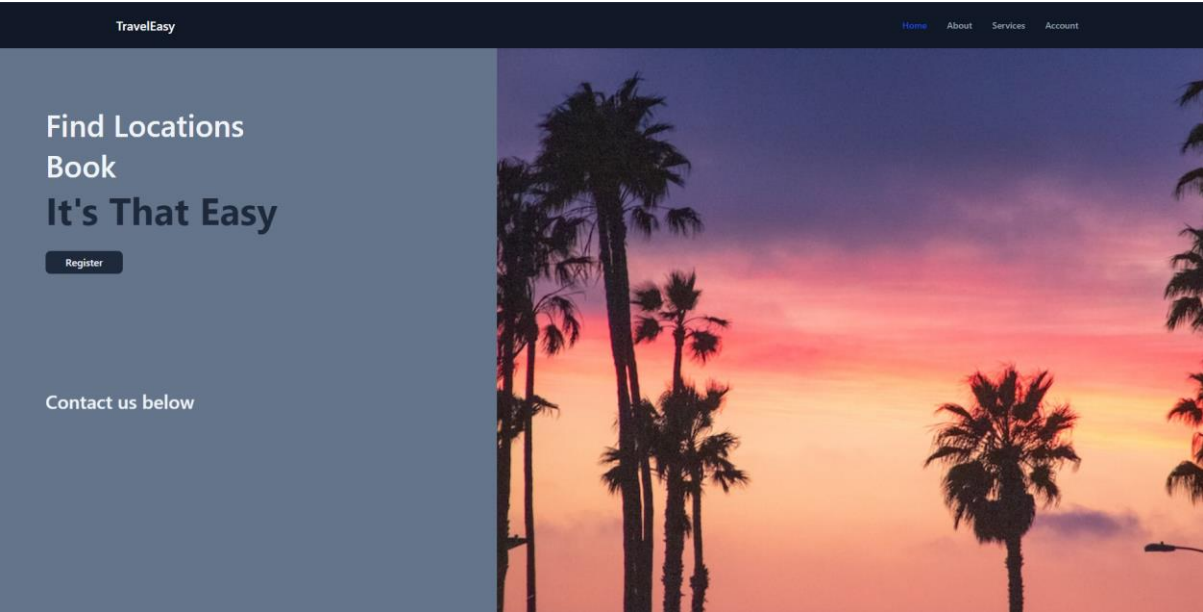 TravelEasy
Home About Services Account
Find Locations
Book
It's That Easy
Register
Contact us below